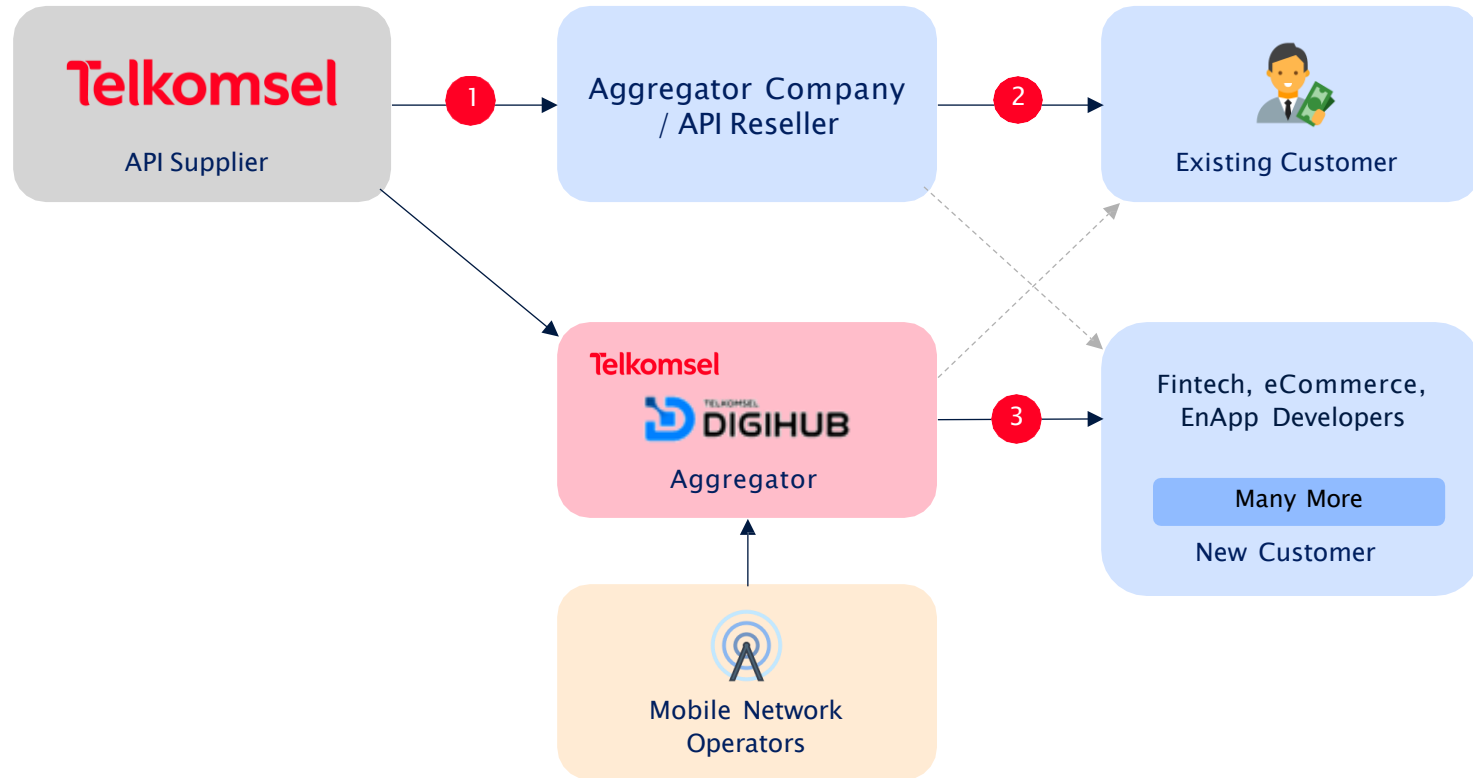 Telkomsel
API Supplier
1
Aggregator Company
/ API Reseller
2
Existing Customer
Telkomsel
TELKOMSEL
DIGIHUB
Aggregator
3
Fintech, eCommerce,
EnApp Developers
Many More
New Customer
Mobile Network
Operators